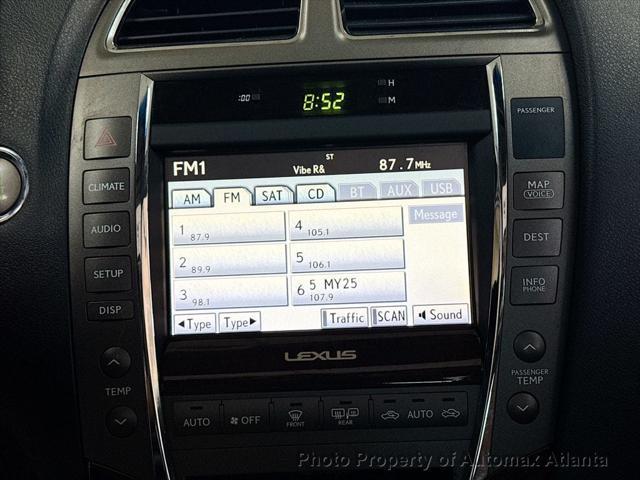 :00
8:52
H
M
PASSENGER
FM1
ST
Vibe R&
87.7 MHz
AM
FM
SAT
CD
BT
AUX
USB
Message
1 87.9
4 105.1
2 89.9
5 106.1
3 98.1
6 5 MY25 107.9
◄Type
Type►
Traffic
SCAN
Sound
CLIMATE
AUDIO
SETUP
DISP
TEMP
MAP
VOICE
DEST
INFO
PHONE
PASSENGER
TEMP
LEXUS
AUTO
OFF
FRONT
REAR
AUTO
Photo Property of Automax Atlanta